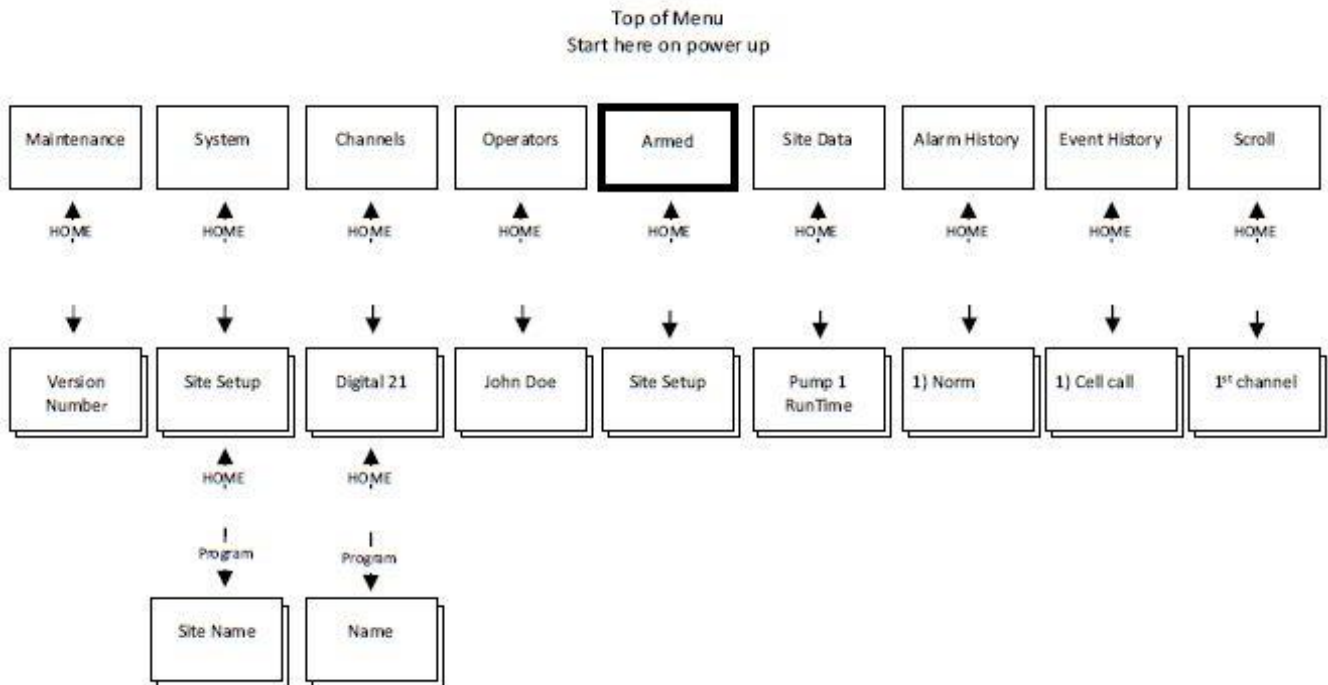 Top of Menu
Start here on power up
Maintenance
System
Channels
Operators
Armed
Site Data
Alarm History
Event History
Scroll
HOME
HOME
HOME
HOME
HOME
HOME
HOME
HOME
HOME
Version
Number
Site Setup
Digital 21
John Doe
Site Setup
Pump 1
RunTime
1) Norm
1) Cell call
1st channel
HOME
HOME
Program
Program
Site Name
Name